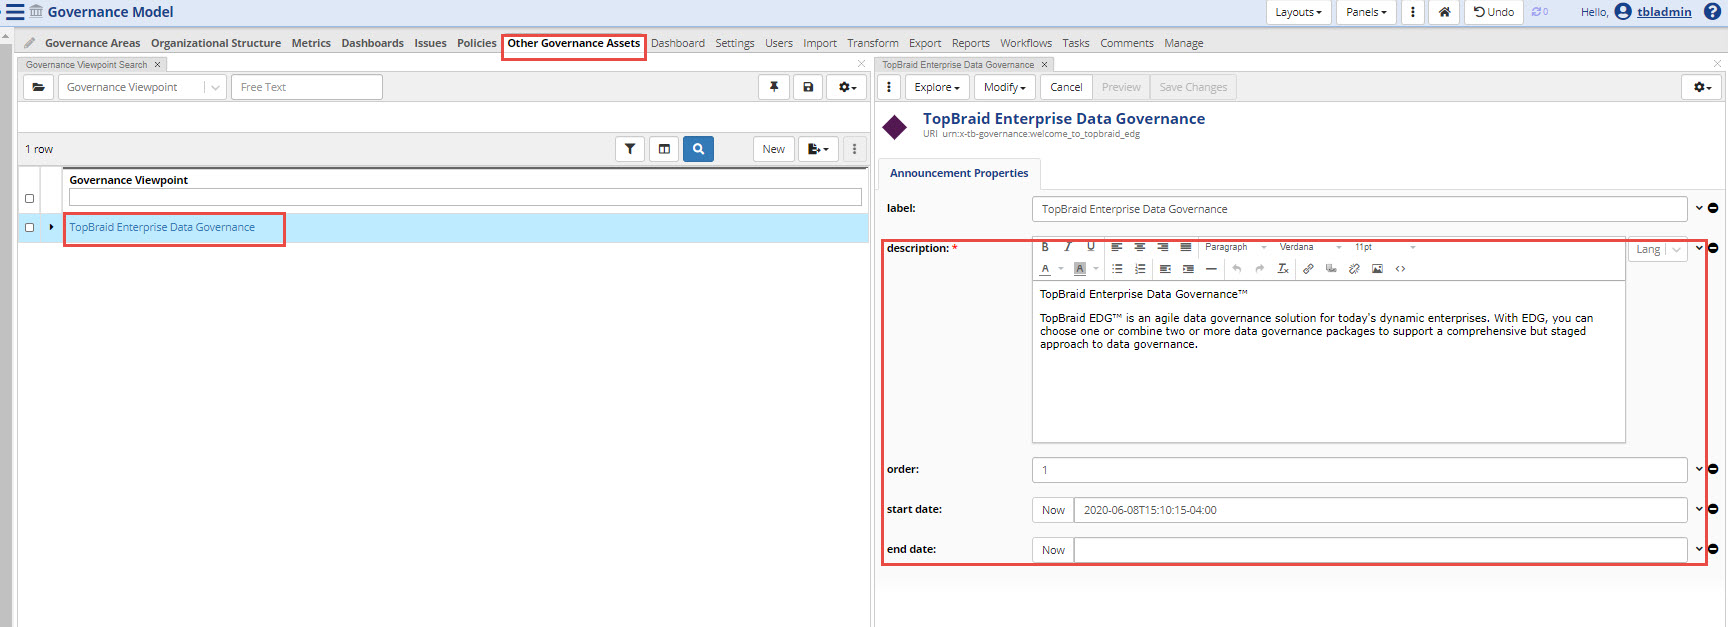 Governance Model
Layouts Panels Undo 0 Hello, tbladmin ?
Governance Areas Organizational Structure Metrics Dashboards Issues Policies Other Governance Assets Dashboard Settings Users Import Transform Export Reports Workflows Tasks Comments Manage
Governance Viewpoint Search
Governance Viewpoint Free Text
1 row
New
Governance Viewpoint
TopBraid Enterprise Data Governance
TopBraid Enterprise Data Governance
Explore Modify Cancel Preview Save Changes
TopBraid Enterprise Data Governance
URI urn:x-tb-governance:welcome_to_topbraid_edg
Announcement Properties
label: TopBraid Enterprise Data Governance
description: * B I U Paragraph Verdana 11pt Lang
A A
TopBraid Enterprise Data Governance™
TopBraid EDG™ is an agile data governance solution for today's dynamic enterprises. With EDG, you can
choose one or combine two or more data governance packages to support a comprehensive but staged
approach to data governance.
order: 1
start date: Now 2020-06-08T15:10:15-04:00
end date: Now